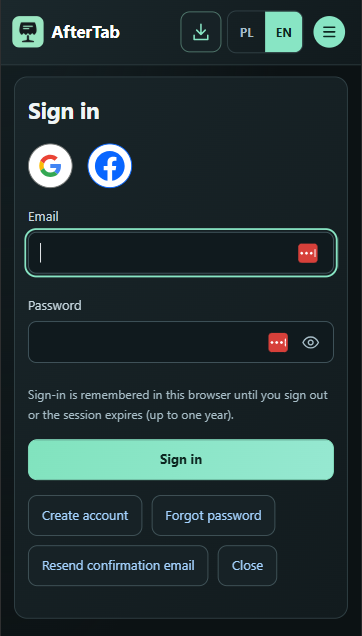 AfterTab
PL EN
Sign in
Email
Password
Sign-in is remembered in this browser until you sign out
or the session expires (up to one year).
Sign in
Create account Forgot password
Resend confirmation email Close